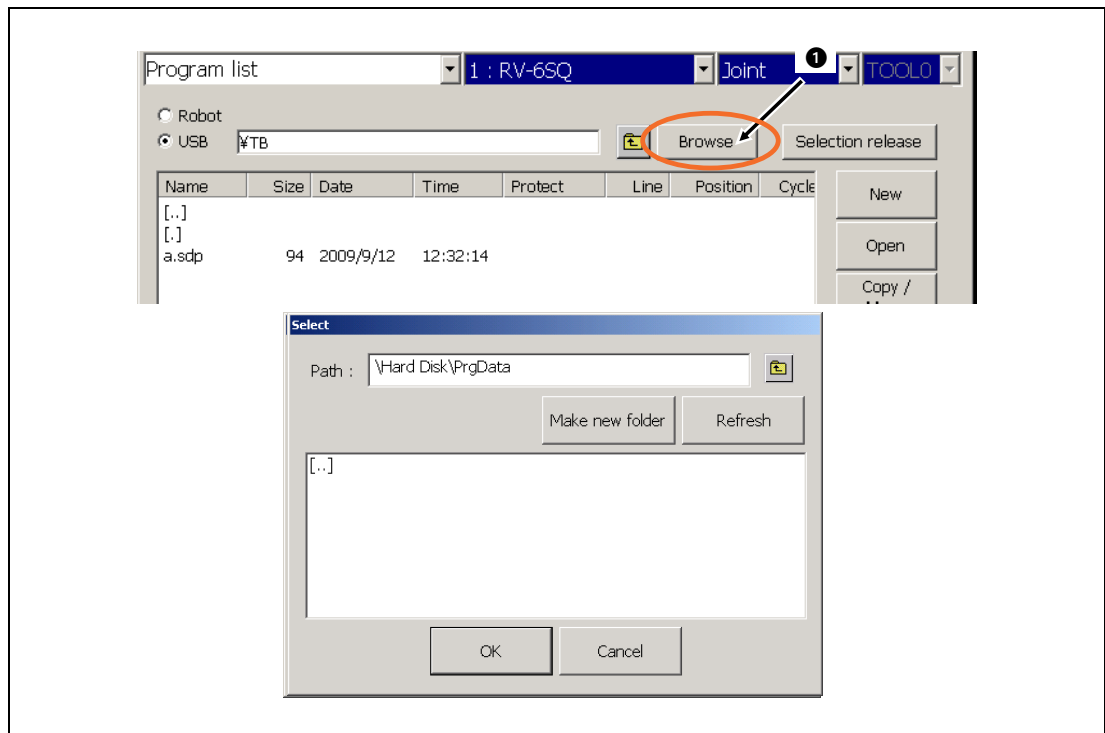 Program list 1 : RV-6SQ Joint ❶ TOOL0
Robot
USB ¥TB Browse Selection release
Name Size Date Time Protect Line Position Cycle
[..]
[.]
a.sdp 94 2009/9/12 12:32:14
New
Open
Copy /
Select
Path : \Hard Disk\PrgData
Make new folder Refresh
[..]
OK Cancel